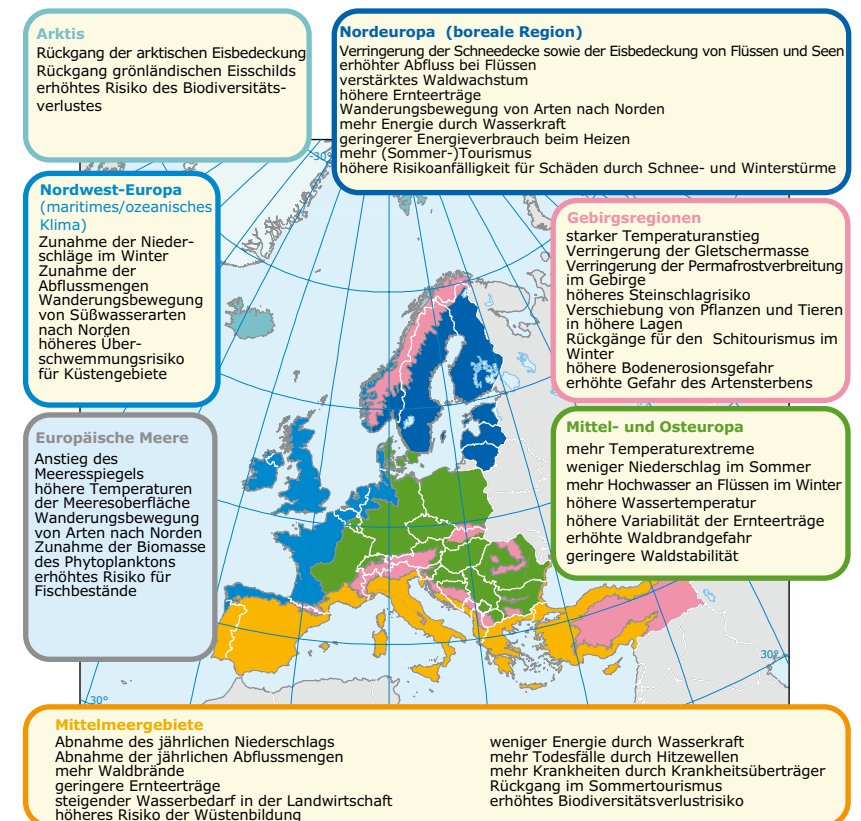 Arktis
Rückgang der arktischen Eisbedeckung
Rückgang grönländischen Eisschilds
erhöhtes Risiko des Biodiversitäts-
verlustes
Nordeuropa (boreale Region)
Verringerung der Schneedecke sowie der Eisbedeckung von Flüssen und Seen
erhöhter Abfluss bei Flüssen
verstärktes Waldwachstum
höhere Ernteerträge
Wanderungsbewegung von Arten nach Norden
mehr Energie durch Wasserkraft
geringerer Energieverbrauch beim Heizen
mehr (Sommer-)Tourismus
höhere Risikoanfälligkeit für Schäden durch Schnee- und Winterstürme
-30°
Nordwest-Europa
(maritimes/ozeanisches
Klima)
Zunahme der Nieder-
schläge im Winter
Zunahme der
Abflussmengen
Wanderungsbewegung
von Süßwasserarten
nach Norden
höheres Über-
schwemmungsrisiko
für Küstengebiete
Gebirgsregionen
starker Temperaturanstieg
Verringerung der Gletschermasse
Verringerung der Permafrostverbreitung
im Gebirge
höheres Steinschlagrisiko
Verschiebung von Pflanzen und Tieren
in höhere Lagen
Rückgänge für den Schitourismus im
Winter
höhere Bodenerosionsgefahr
erhöhte Gefahr des Artensterbens
Europäische Meere
Anstieg des
Meeresspiegels
höhere Temperaturen
der Meeresoberfläche
Wanderungsbewegung
von Arten nach Norden
Zunahme der Biomasse
des Phytoplanktons
erhöhtes Risiko für
Fischbestände
Mittel- und Osteuropa
mehr Temperaturextreme
weniger Niederschlag im Sommer
mehr Hochwasser an Flüssen im Winter
höhere Wassertemperatur
höhere Variabilität der Ernteerträge
erhöhte Waldbrandgefahr
geringere Waldstabilität
30°
30°
Mittelmeergebiete
Abnahme des jährlichen Niederschlags
Abnahme der jährlichen Abflussmengen
mehr Waldbrände
geringere Ernteerträge
steigender Wasserbedarf in der Landwirtschaft
höheres Risiko der Wüstenbildung
weniger Energie durch Wasserkraft
mehr Todesfälle durch Hitzewellen
mehr Krankheiten durch Krankheitsüberträger
Rückgang im Sommertourismus
erhöhtes Biodiversitätsverlustrisiko